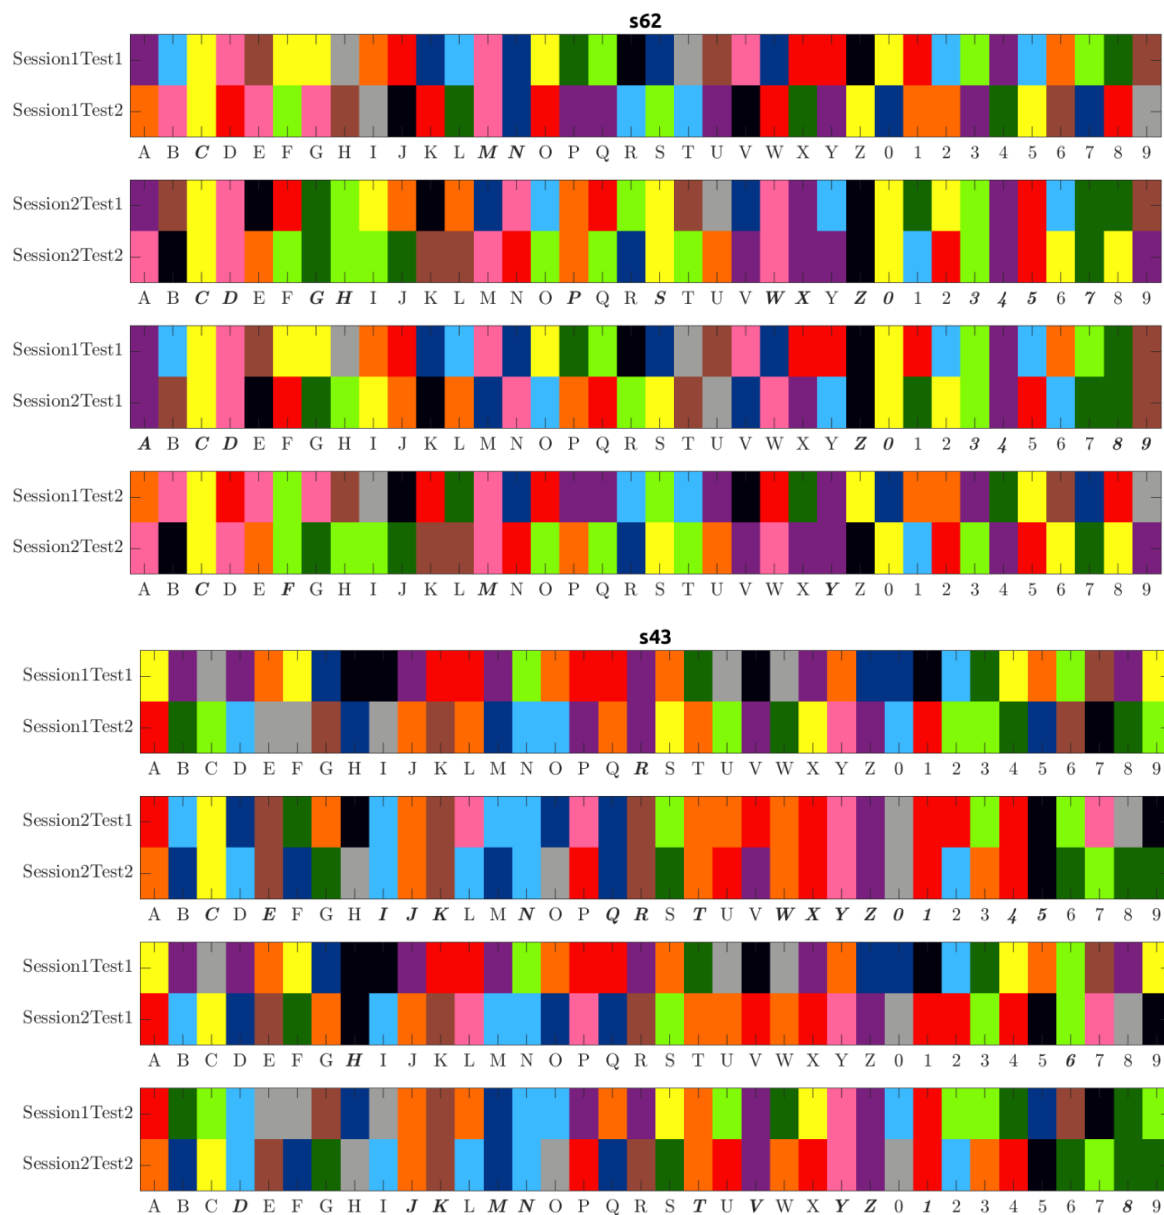 s62
Session1Test1
Session1Test2
A B C D E F G H I J K L M N O P Q R S T U V W X Y Z 0 1 2 3 4 5 6 7 8 9
Session2Test1
Session2Test2
A B C D E F G H I J K L M N O P Q R S T U V W X Y Z 0 1 2 3 4 5 6 7 8 9
Session1Test1
Session2Test1
A B C D E F G H I J K L M N O P Q R S T U V W X Y Z 0 1 2 3 4 5 6 7 8 9
Session1Test2
Session2Test2
A B C D E F G H I J K L M N O P Q R S T U V W X Y Z 0 1 2 3 4 5 6 7 8 9
s43
Session1Test1
Session1Test2
A B C D E F G H I J K L M N O P Q R S T U V W X Y Z 0 1 2 3 4 5 6 7 8 9
Session2Test1
Session2Test2
A B C D E F G H I J K L M N O P Q R S T U V W X Y Z 0 1 2 3 4 5 6 7 8 9
Session1Test1
Session2Test1
A B C D E F G H I J K L M N O P Q R S T U V W X Y Z 0 1 2 3 4 5 6 7 8 9
Session1Test2
Session2Test2
A B C D E F G H I J K L M N O P Q R S T U V W X Y Z 0 1 2 3 4 5 6 7 8 9